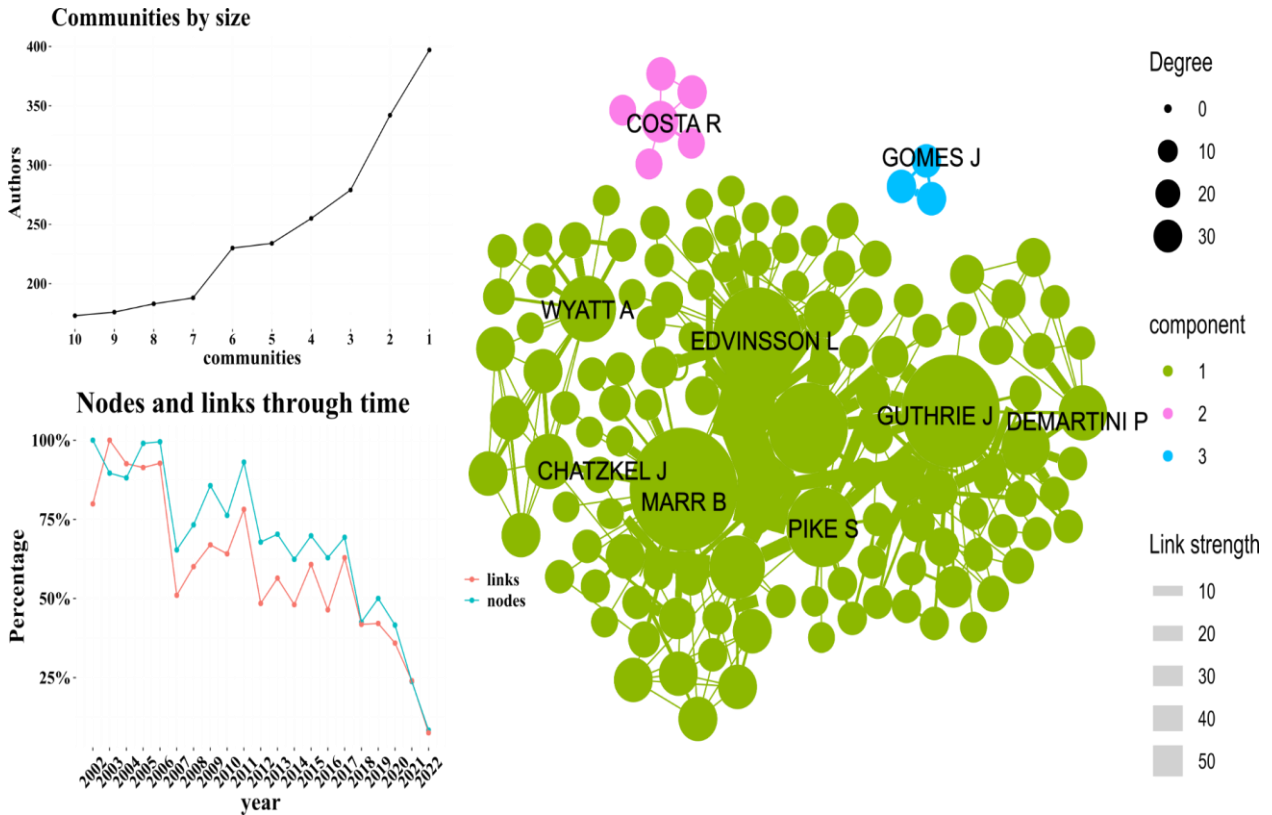 Communities by size
400
350
300
250
200
Authors
10 9 8 7 6 5 4 3 2 1
communities
Nodes and links through time
100%
75%
50%
25%
Percentage
2002 2003 2004 2005 2006 2007 2008 2009 2010 2011 2012 2013 2014 2015 2016 2017 2018 2019 2020 2021 2022
year
links
nodes
COSTA R
GOMES J
WYATT A
EDVINSSON L
GUTHRIE J
DEMARTINI P
CHATZKEL J
MARR B
PIKE S
Degree
0
10
20
30
component
1
2
3
Link strength
10
20
30
40
50